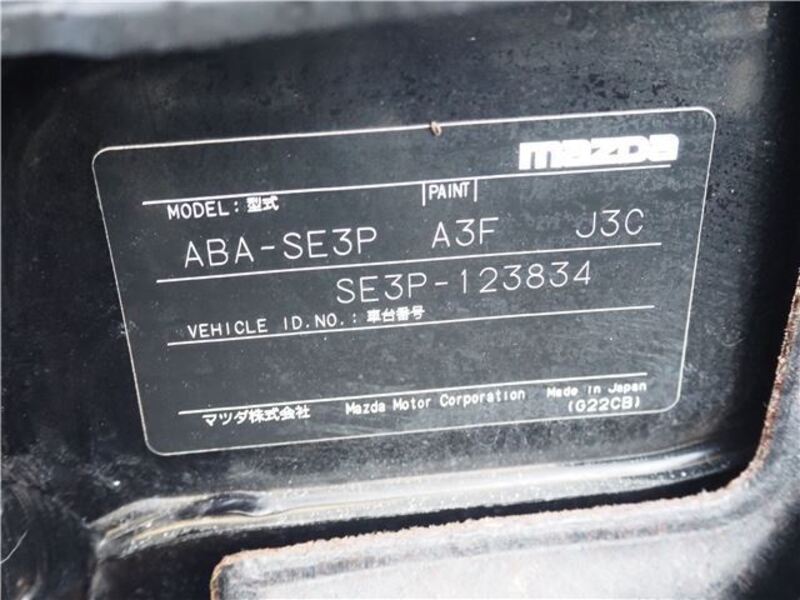 mazda
MODEL: 型式 PAINT
ABA-SE3P A3F J3C
SE3P-123834
VEHICLE ID.NO.: 車台番号
マツダ株式会社 Mazda Motor Corporation Made in Japan
(G22CB)